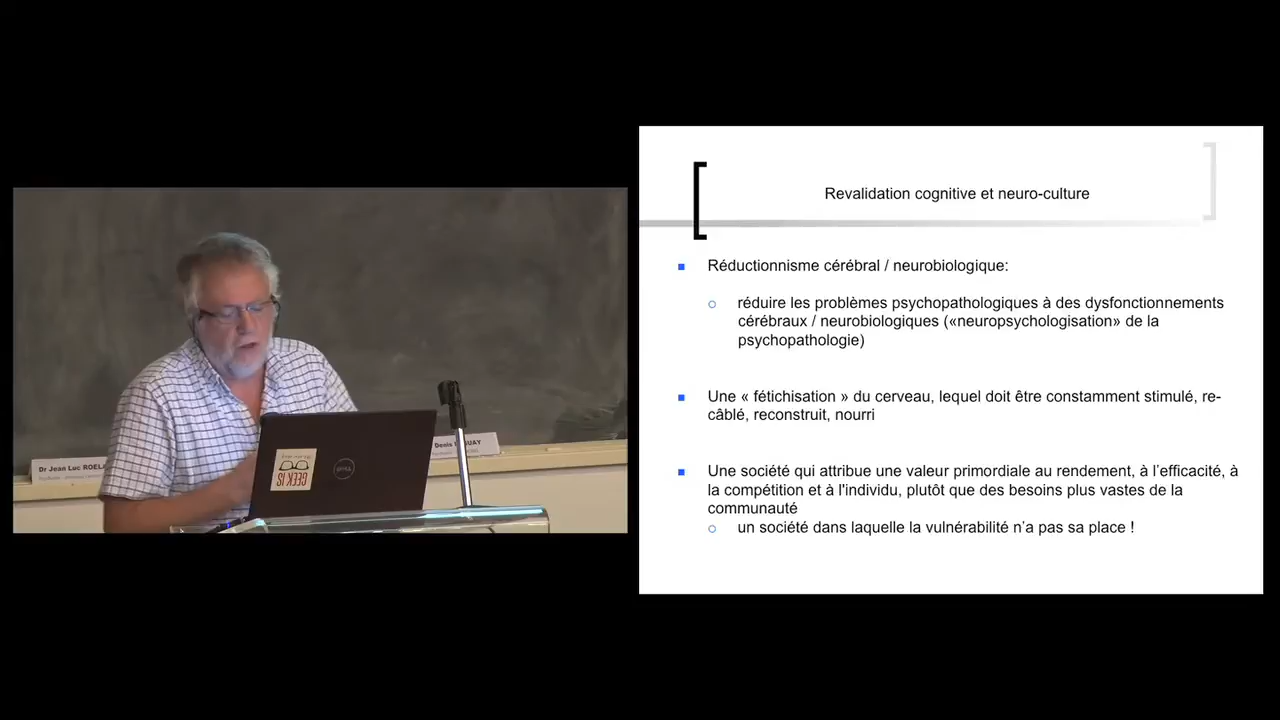 Dr Jean Luc
Denis
GEEK IS
DELL
Revalidation cognitive et neuro-culture
Réductionnisme cérébral / neurobiologique:
réduire les problèmes psychopathologiques à des dysfonctionnements
cérébraux / neurobiologiques («neuropsychologisation» de la
psychopathologie)
Une « fétichisation » du cerveau, lequel doit être constamment stimulé, re-
câblé, reconstruit, nourri
Une société qui attribue une valeur primordiale au rendement, à l'efficacité, à
la compétition et à l'individu, plutôt que des besoins plus vastes de la
communauté
un société dans laquelle la vulnérabilité n'a pas sa place !